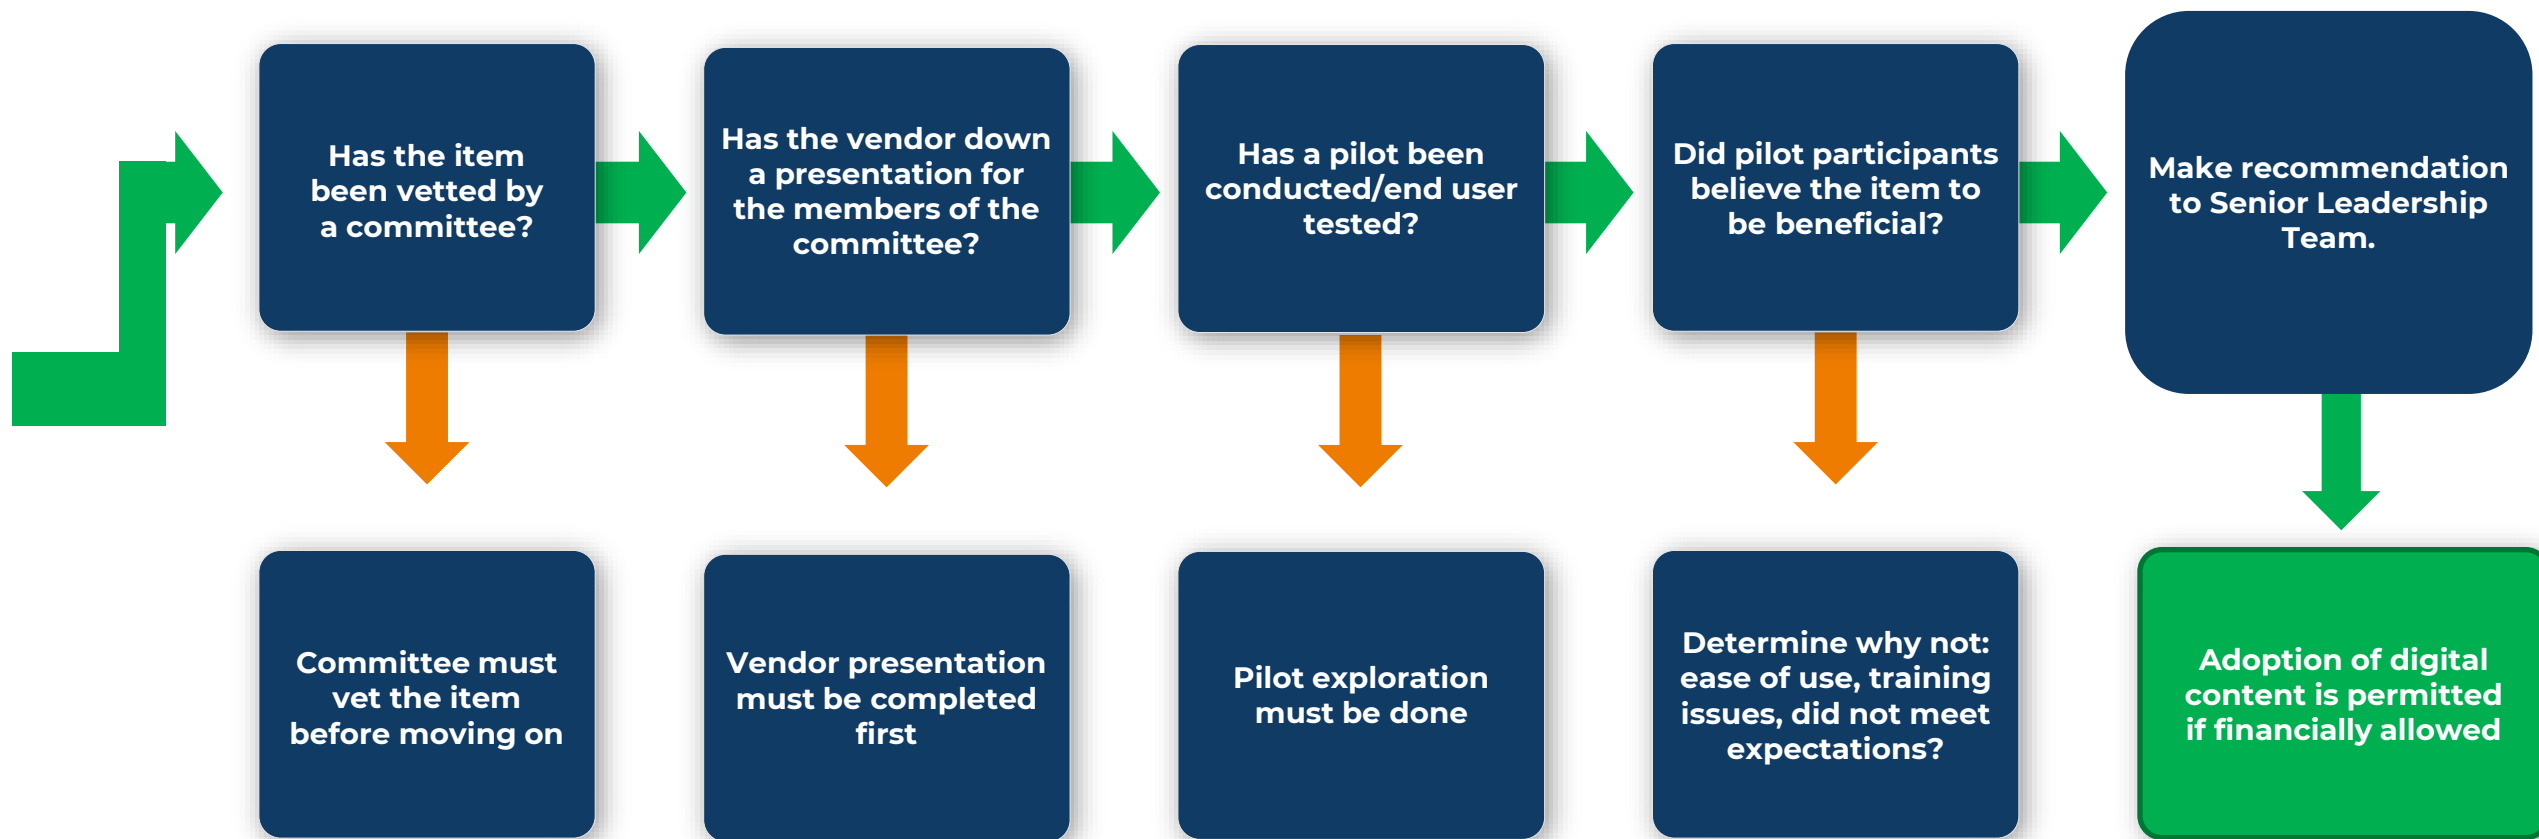 Has the item
been vetted by
a committee?
Has the vendor down
a presentation for
the members of the
committee?
Has a pilot been
conducted/end user
tested?
Did pilot participants
believe the item to
be beneficial?
Make recommendation
to Senior Leadership
Team.
Committee must
vet the item
before moving on
Vendor presentation
must be completed
first
Pilot exploration
must be done
Determine why not:
ease of use, training
issues, did not meet
expectations?
Adoption of digital
content is permitted
if financially allowed